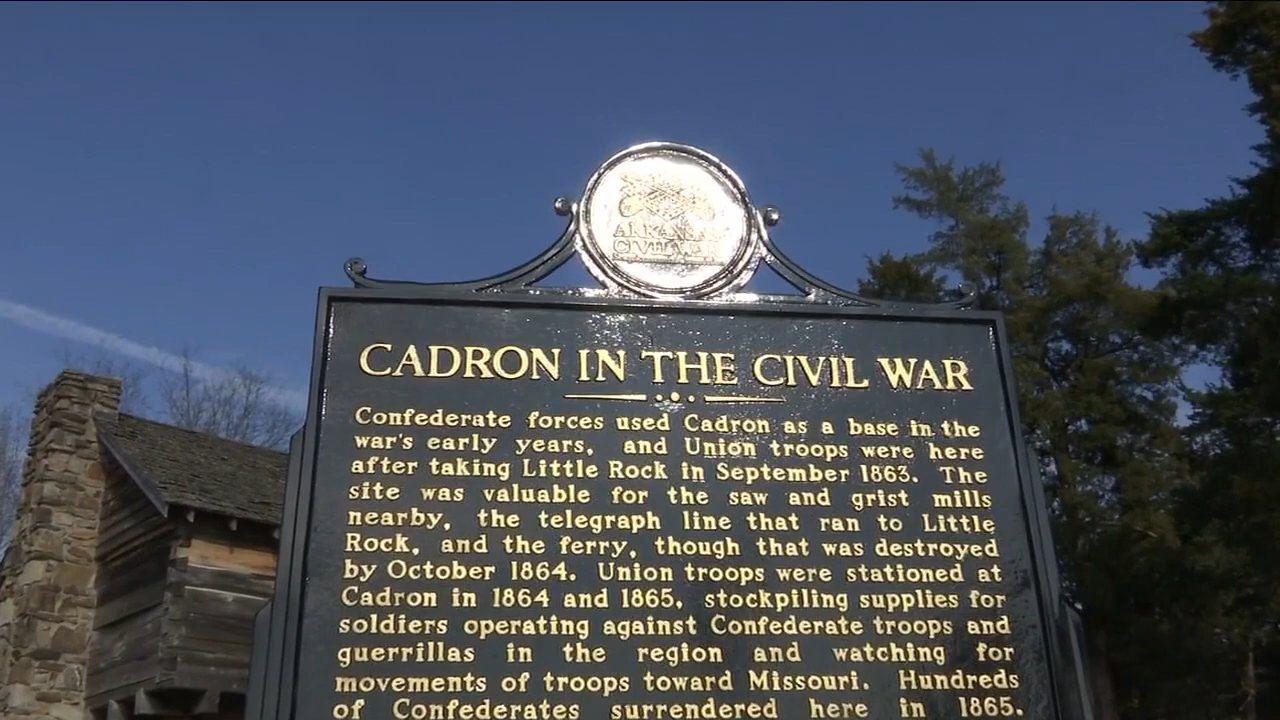 ARKANSAS
CIVIL WAR
CADRON IN THE CIVIL WAR
Confederate forces used Cadron as a base in the
war's early years, and Union troops were here
after taking Little Rock in September 1863. The
site was valuable for the saw and grist mills
nearby, the telegraph line that ran to Little
Rock, and the ferry, though that was destroyed
by October 1864. Union troops were stationed at
Cadron in 1864 and 1865, stockpiling supplies for
soldiers operating against Confederate troops and
guerrillas in the region and watching for
movements of troops toward Missouri. Hundreds
of Confederates surrendered here in 1865.